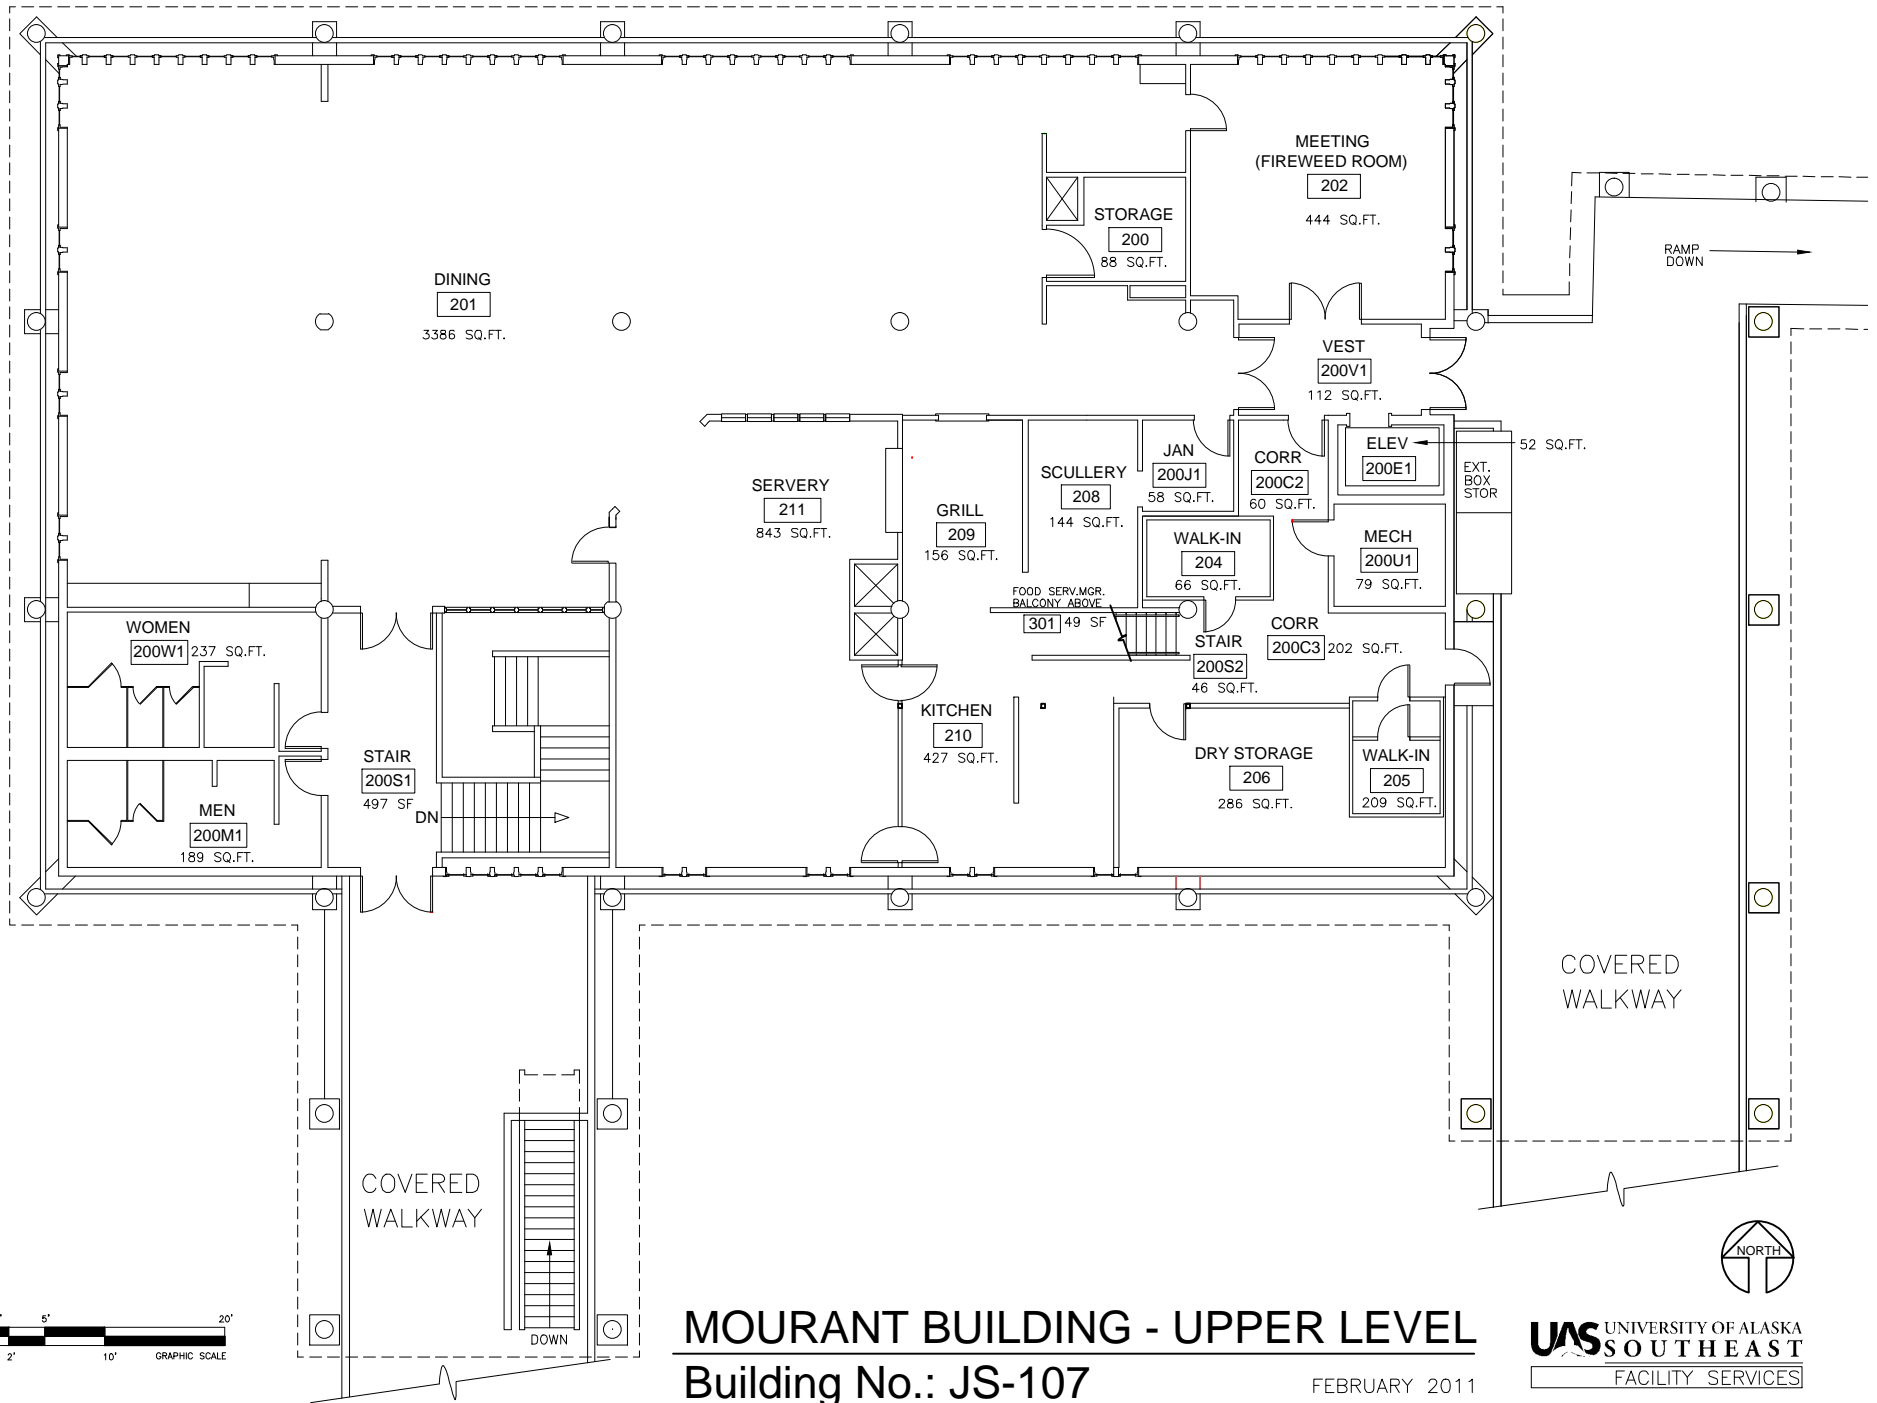 MEETING
(FIREWEED ROOM)
202
444 SQ.FT.
STORAGE
200
88 SQ.FT.
RAMP
DOWN
DINING
201
3386 SQ.FT.
VEST
200V1
112 SQ.FT.
ELEV
200E1
52 SQ.FT.
EXT.
BOX
STOR
JAN
200J1
58 SQ.FT.
CORR
200C2
60 SQ.FT.
SCULLERY
208
144 SQ.FT.
SERVERY
211
843 SQ.FT.
GRILL
209
156 SQ.FT.
WALK-IN
204
66 SQ.FT.
MECH
200U1
79 SQ.FT.
FOOD SERV.MGR.
BALCONY ABOVE
301 49 SF
WOMEN
200W1 237 SQ.FT.
STAIR
200S2
46 SQ.FT.
CORR
200C3 202 SQ.FT.
KITCHEN
210
427 SQ.FT.
STAIR
200S1
497 SF
DN
DRY STORAGE
206
286 SQ.FT.
WALK-IN
205
209 SQ.FT.
MEN
200M1
189 SQ.FT.
COVERED
WALKWAY
COVERED
WALKWAY
DOWN
NORTH
5' 20'
2' 10' GRAPHIC SCALE
MOURANT BUILDING - UPPER LEVEL
Building No.: JS-107
FEBRUARY 2011
UAS UNIVERSITY OF ALASKA
SOUTHEAST
FACILITY SERVICES